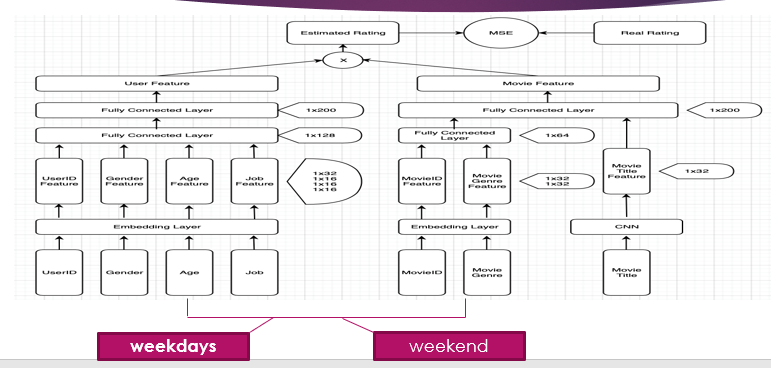 Estimated Rating
MSE
Real Rating
X
User Feature
Movie Feature
Fully Connected Layer
1x200
Fully Connected Layer
1x200
Fully Connected Layer
1x128
Fully Connected
Layer
1x64
UserID
Feature
Gender
Feature
Age
Feature
Job
Feature
1x32
1x16
1x16
1x16
MovieID
Feature
Movie
Genre
Feature
1x32
1x32
Movie
Title
Feature
1x32
Embedding Layer
Embedding Layer
CNN
UserID
Gender
Age
Job
MovieID
Movie
Genre
Movie
Title
weekdays
weekend